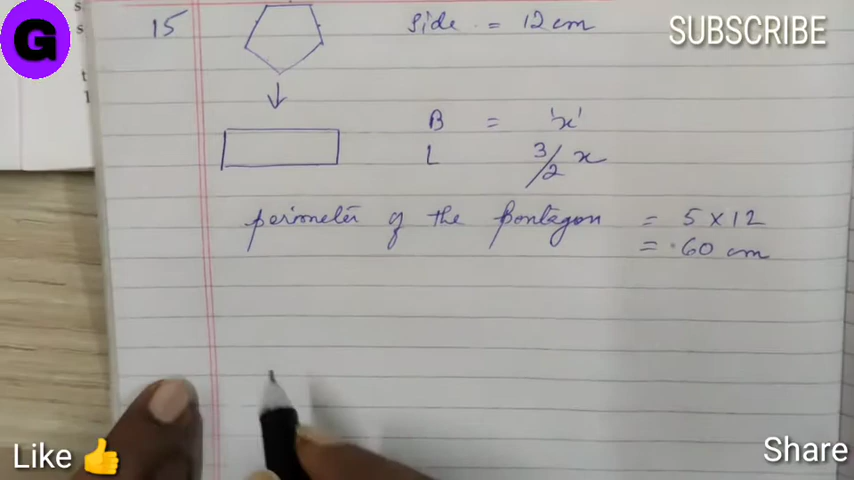 G
SUBSCRIBE
15 side = 12 cm
B = 'x'
L 3/2 x
perimeter of the pentagon = 5 x 12
= 60 cm
Like 👍
Share